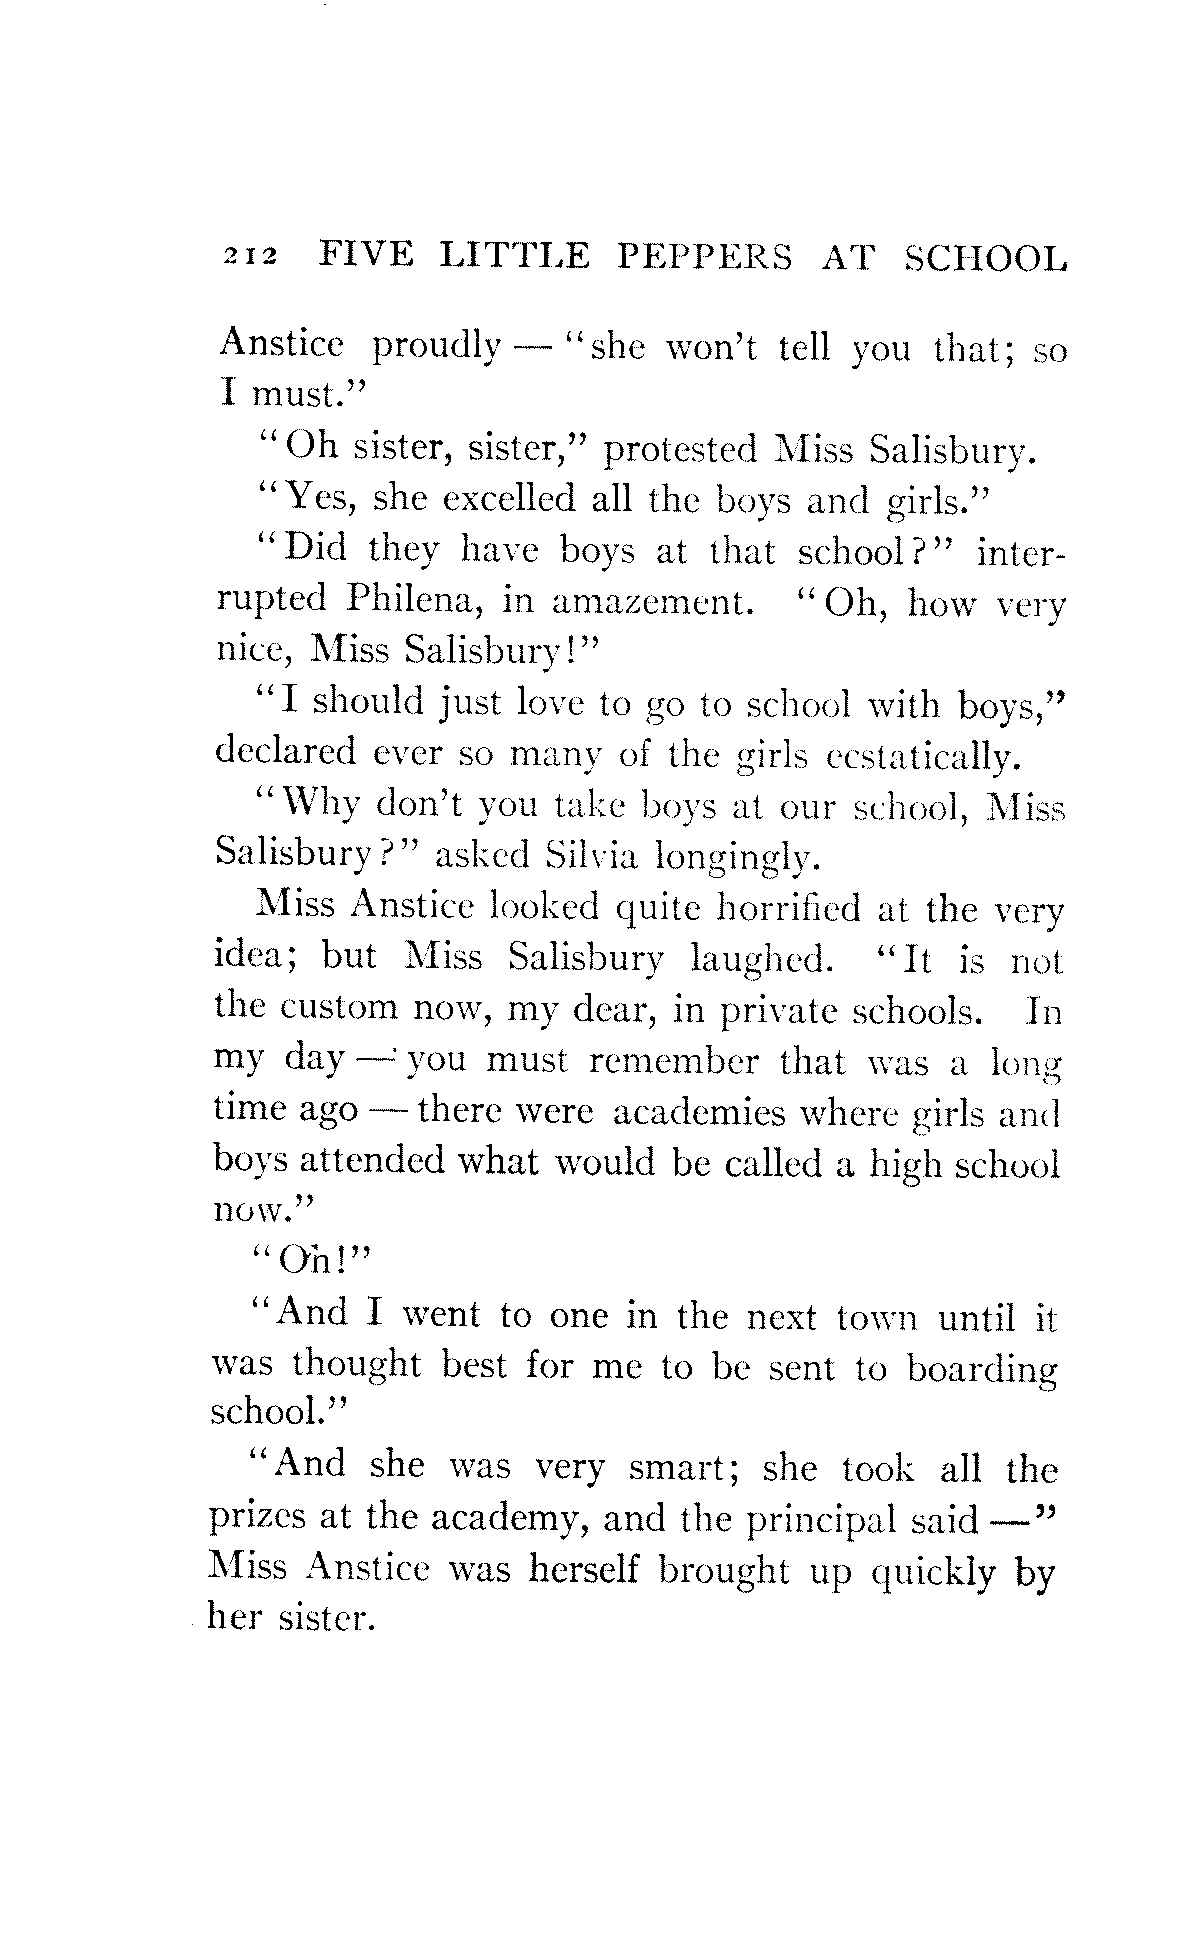 212 FIVE LITTLE PEPPERS AT SCHOOL
Anstice proudly — "she won't tell you that; so
I must."
"Oh sister, sister," protested Miss Salisbury.
"Yes, she excelled all the boys and girls."
"Did they have boys at that school?" inter-
rupted Philena, in amazement. "Oh, how very
nice, Miss Salisbury!"
"I should just love to go to school with boys,"
declared ever so many of the girls ecstatically.
"Why don't you take boys at our school, Miss
Salisbury?" asked Silvia longingly.
Miss Anstice looked quite horrified at the very
idea; but Miss Salisbury laughed. "It is not
the custom now, my dear, in private schools. In
my day — you must remember that was a long
time ago — there were academies where girls and
boys attended what would be called a high school
now."
"Oh!"
"And I went to one in the next town until it
was thought best for me to be sent to boarding
school."
"And she was very smart; she took all the
prizes at the academy, and the principal said —"
Miss Anstice was herself brought up quickly by
her sister.